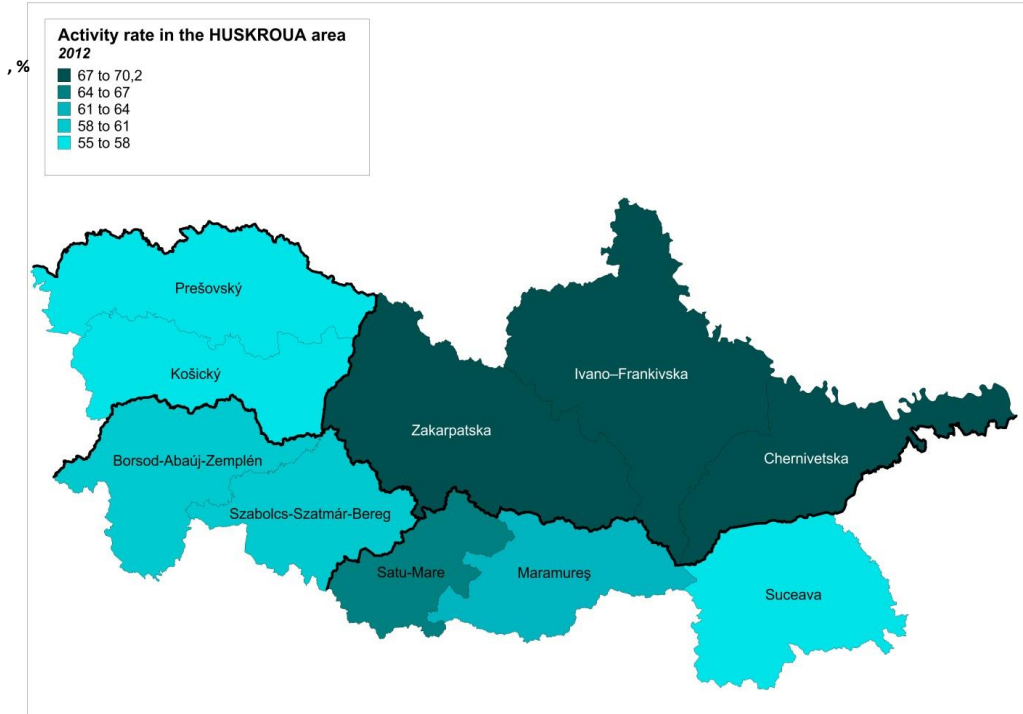 Activity rate in the HUSKROUA area
2012
, %
67 to 70,2
64 to 67
61 to 64
58 to 61
55 to 58
Prešovský
Košický
Ivano–Frankivska
Zakarpatska
Borsod-Abaúj-Zemplén
Chernivetska
Szabolcs-Szatmár-Bereg
Satu-Mare
Maramureş
Suceava